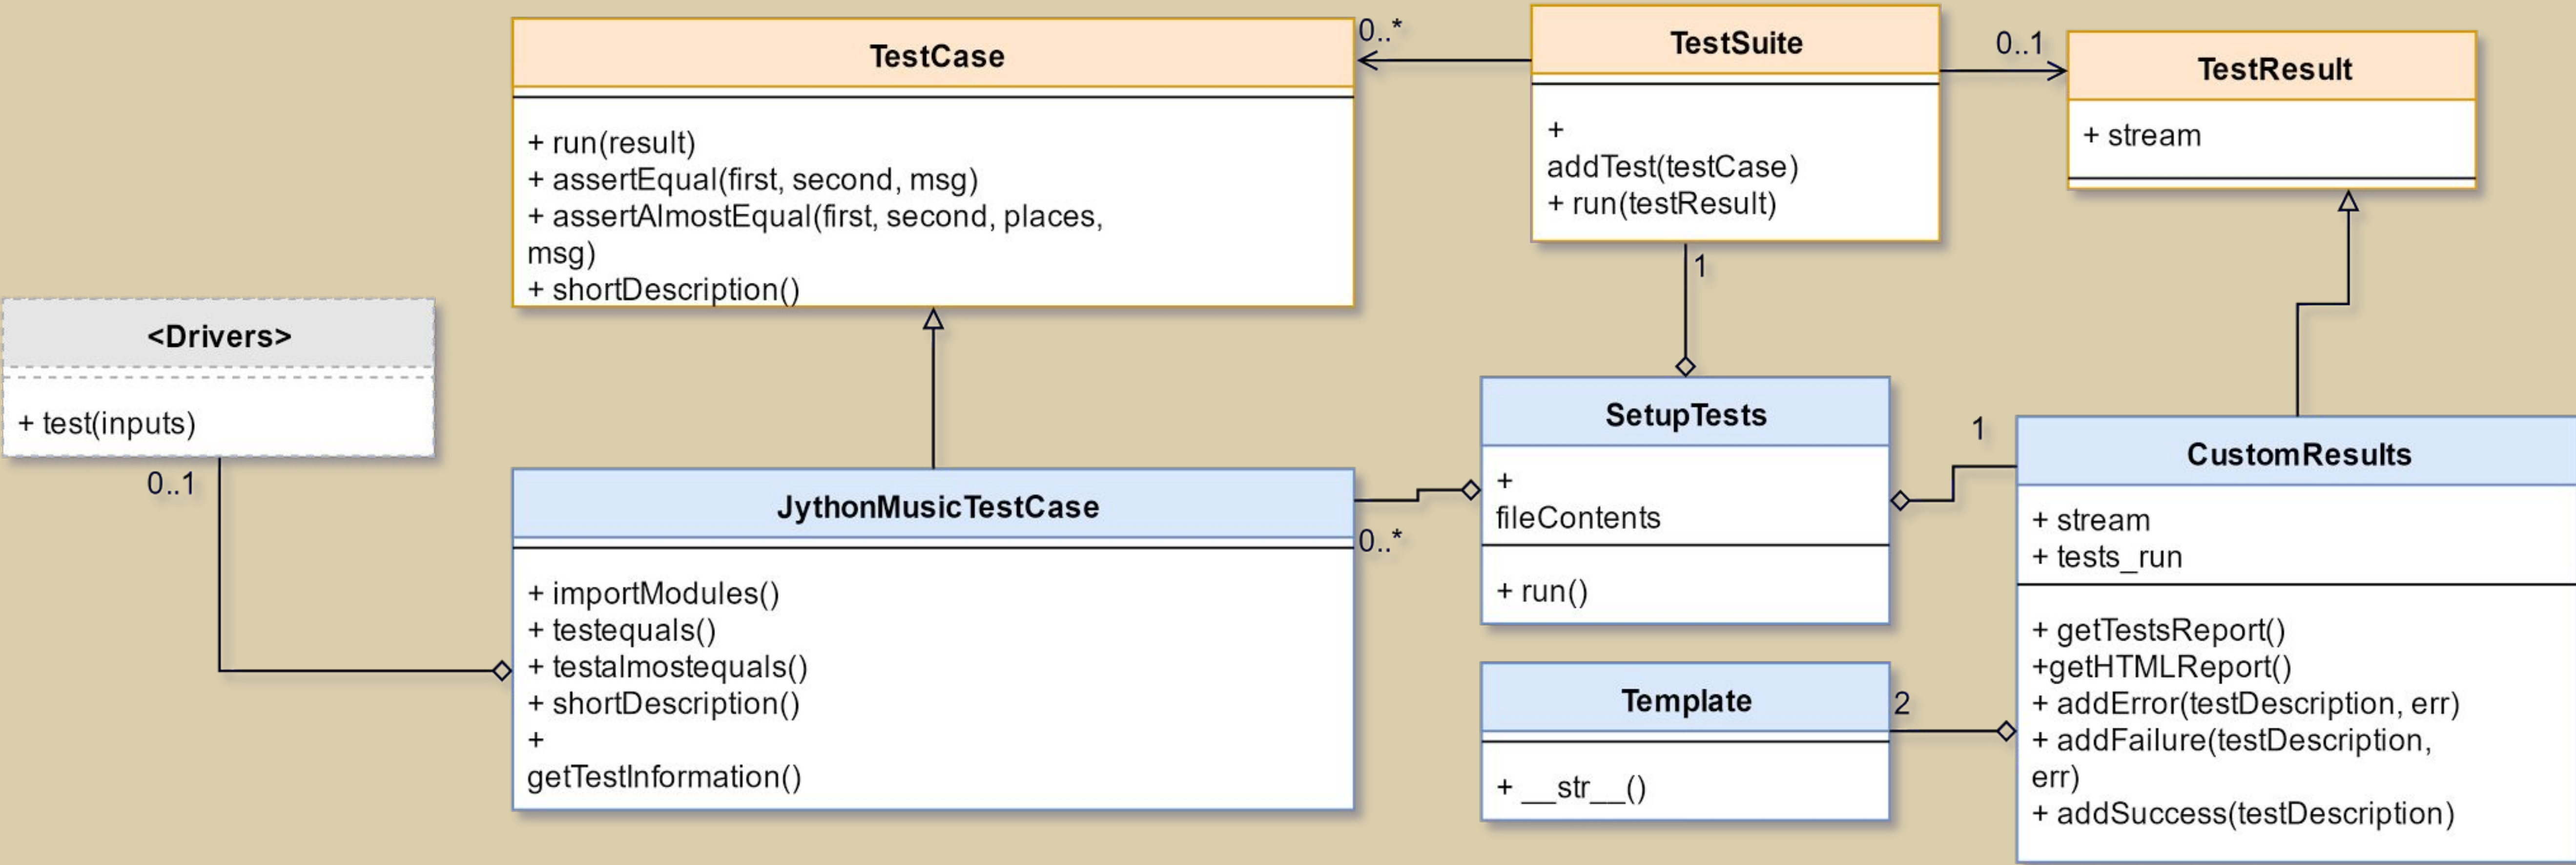 TestCase
+ run(result)
+ assertEqual(first, second, msg)
+ assertAlmostEqual(first, second, places,
msg)
+ shortDescription()
0..*
TestSuite
+
addTest(testCase)
+ run(testResult)
0..1
TestResult
+ stream
1
<Drivers>
+ test(inputs)
0..1
JythonMusicTestCase
+ importModules()
+ testequals()
+ testalmostequals()
+ shortDescription()
+
getTestInformation()
0..*
SetupTests
+
fileContents
+ run()
1
Template
+ __str__()
2
CustomResults
+ stream
+ tests_run
+ getTestsReport()
+getHTMLReport()
+ addError(testDescription, err)
+ addFailure(testDescription,
err)
+ addSuccess(testDescription)